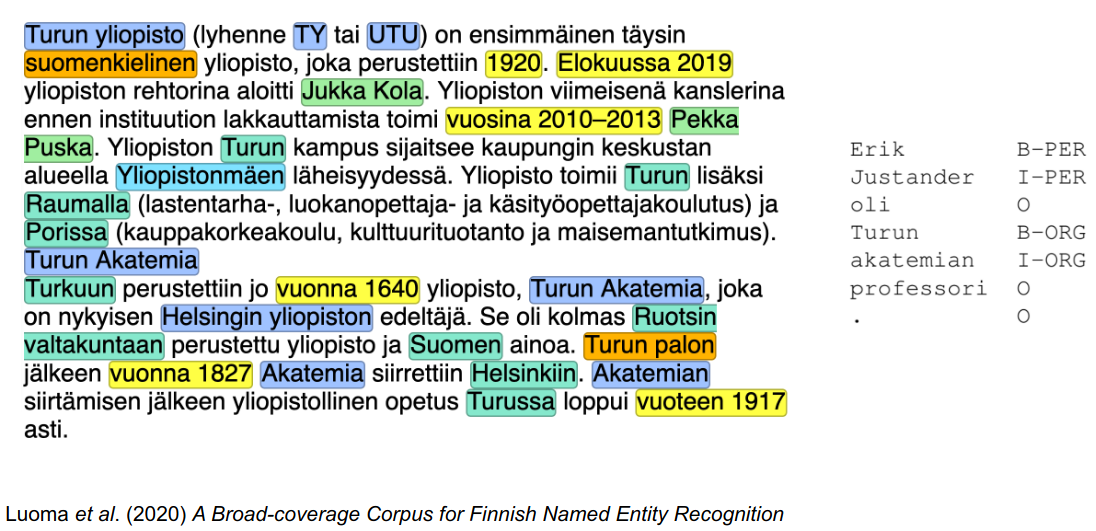 Turun yliopisto (lyhenne TY tai UTU) on ensimmäinen täysin
suomenkielinen yliopisto, joka perustettiin 1920. Elokuussa 2019
yliopiston rehtorina aloitti Jukka Kola. Yliopiston viimeisenä kanslerina
ennen instituution lakkauttamista toimi vuosina 2010–2013 Pekka
Puska. Yliopiston Turun kampus sijaitsee kaupungin keskustan
alueella Yliopistonmäen läheisyydessä. Yliopisto toimii Turun lisäksi
Raumalla (lastentarha-, luokanopettaja- ja käsityöopettajakoulutus) ja
Porissa (kauppakorkeakoulu, kulttuurituotanto ja maisemantutkimus).
Turun Akatemia
Turkuun perustettiin jo vuonna 1640 yliopisto, Turun Akatemia, joka
on nykyisen Helsingin yliopiston edeltäjä. Se oli kolmas Ruotsin
valtakuntaan perustettu yliopisto ja Suomen ainoa. Turun palon
jälkeen vuonna 1827 Akatemia siirrettiin Helsinkiin. Akatemian
siirtämisen jälkeen yliopistollinen opetus Turussa loppui vuoteen 1917
asti.
Erik B-PER
Justander I-PER
oli O
Turun B-ORG
akatemian I-ORG
professori O
. O
Luoma et al. (2020) A Broad-coverage Corpus for Finnish Named Entity Recognition